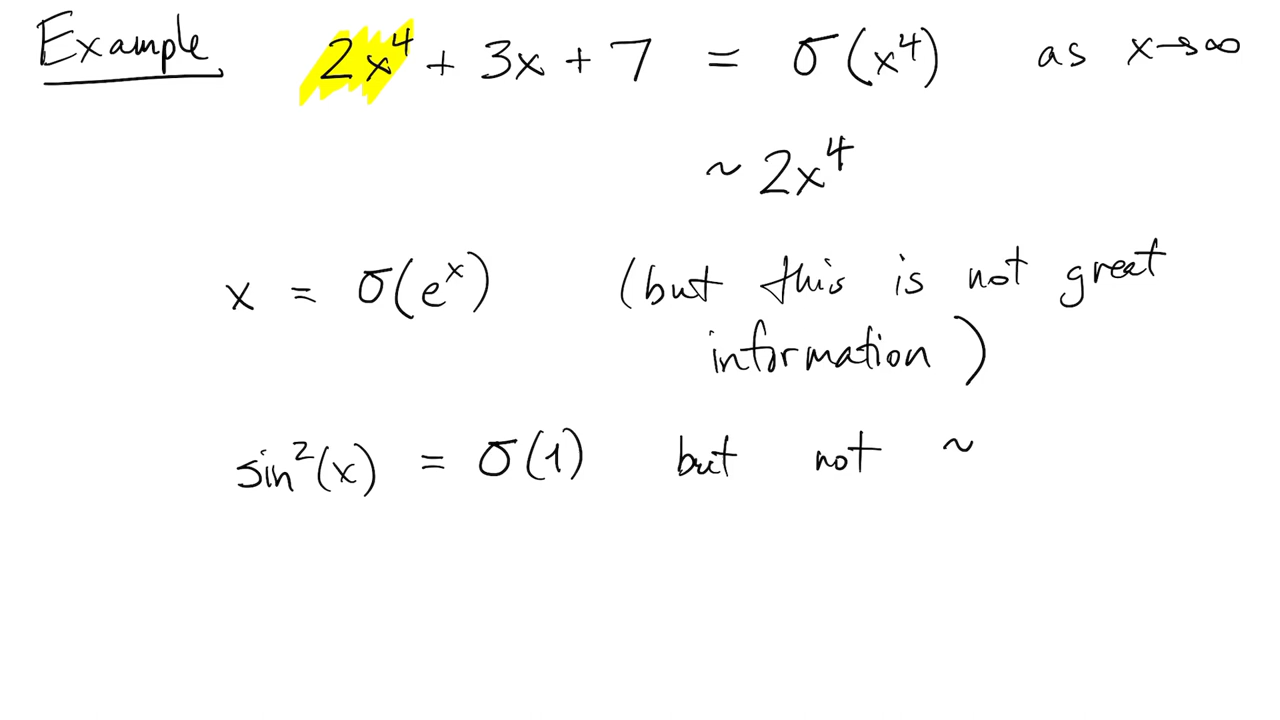 Example 2x⁴ + 3x + 7 = σ(x⁴) as x→∞
~ 2x⁴
x = σ(eˣ) (but this is not great
information)
sin²(x) = σ(1) but not ~